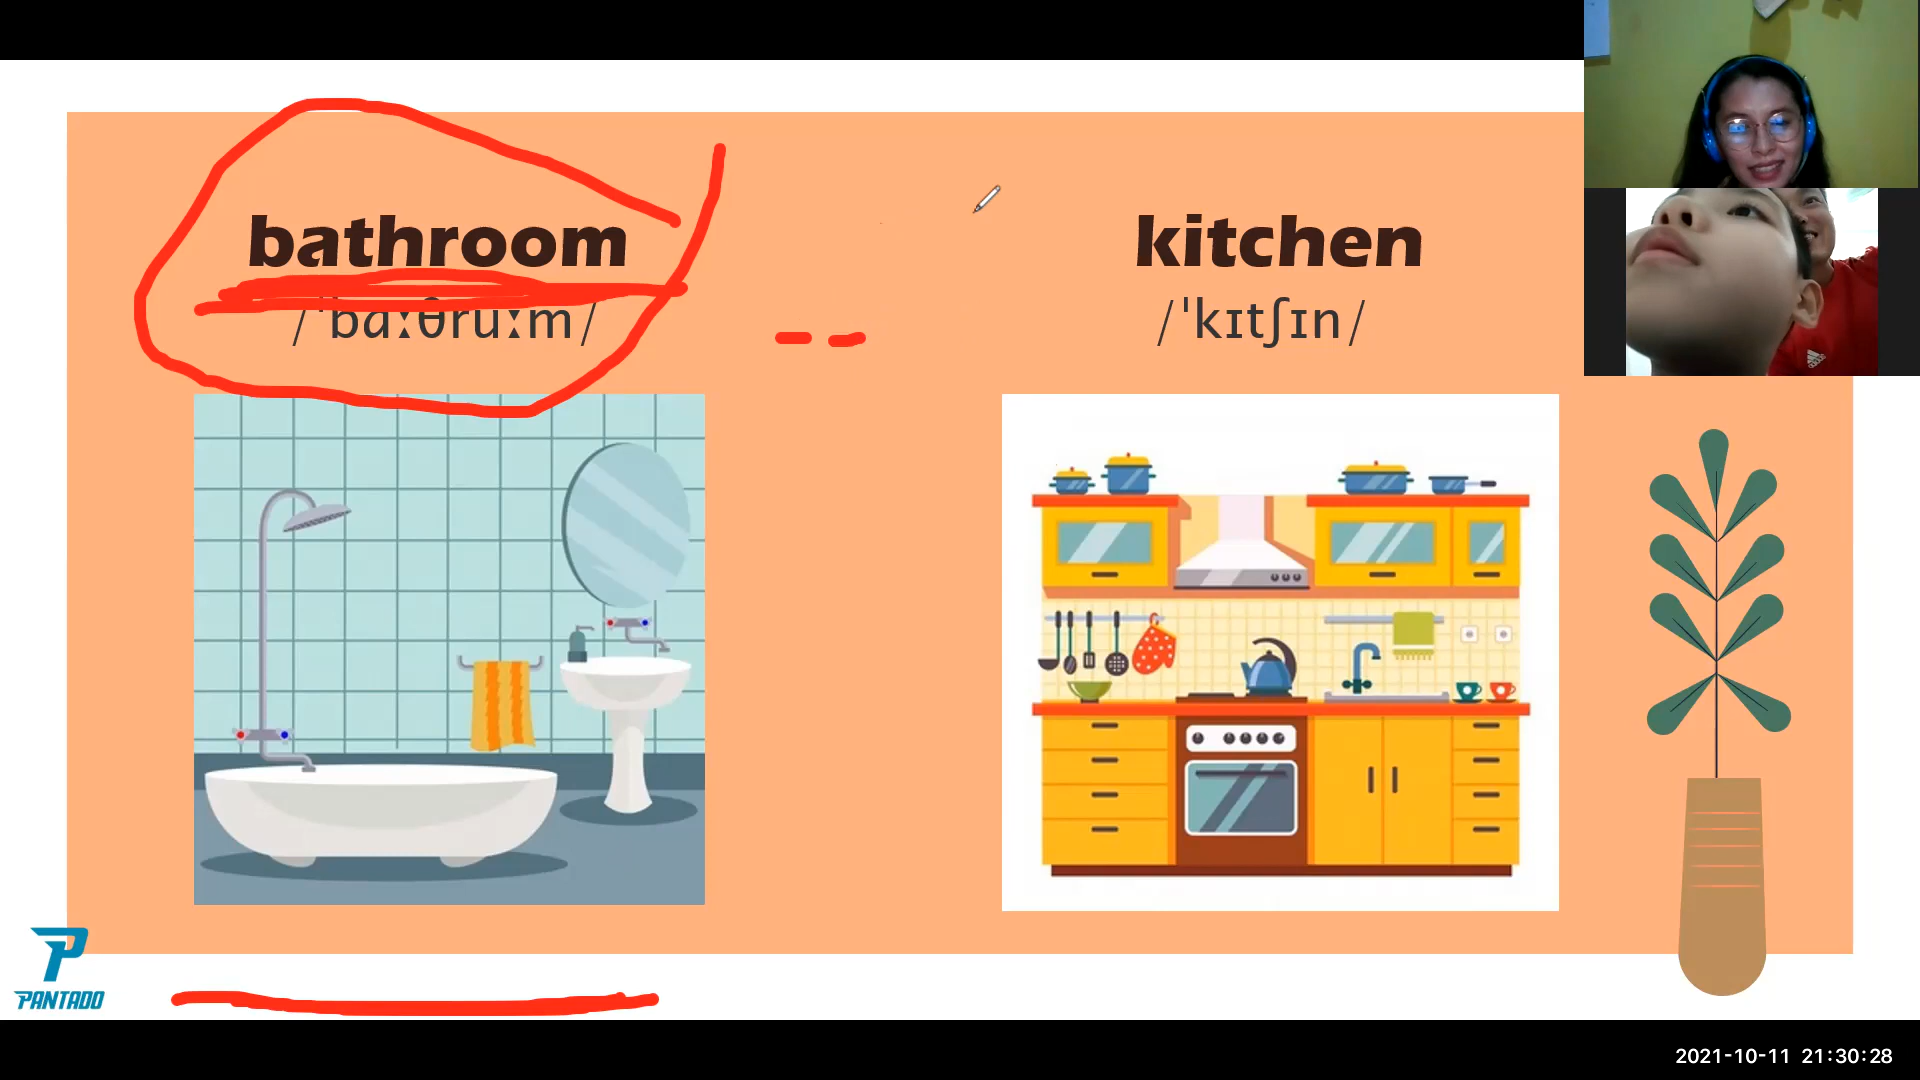 bathroom
/ˈbɑːθruːm/
kitchen
/ˈkɪtʃɪn/
PANTADO
2021-10-11 21:30:28